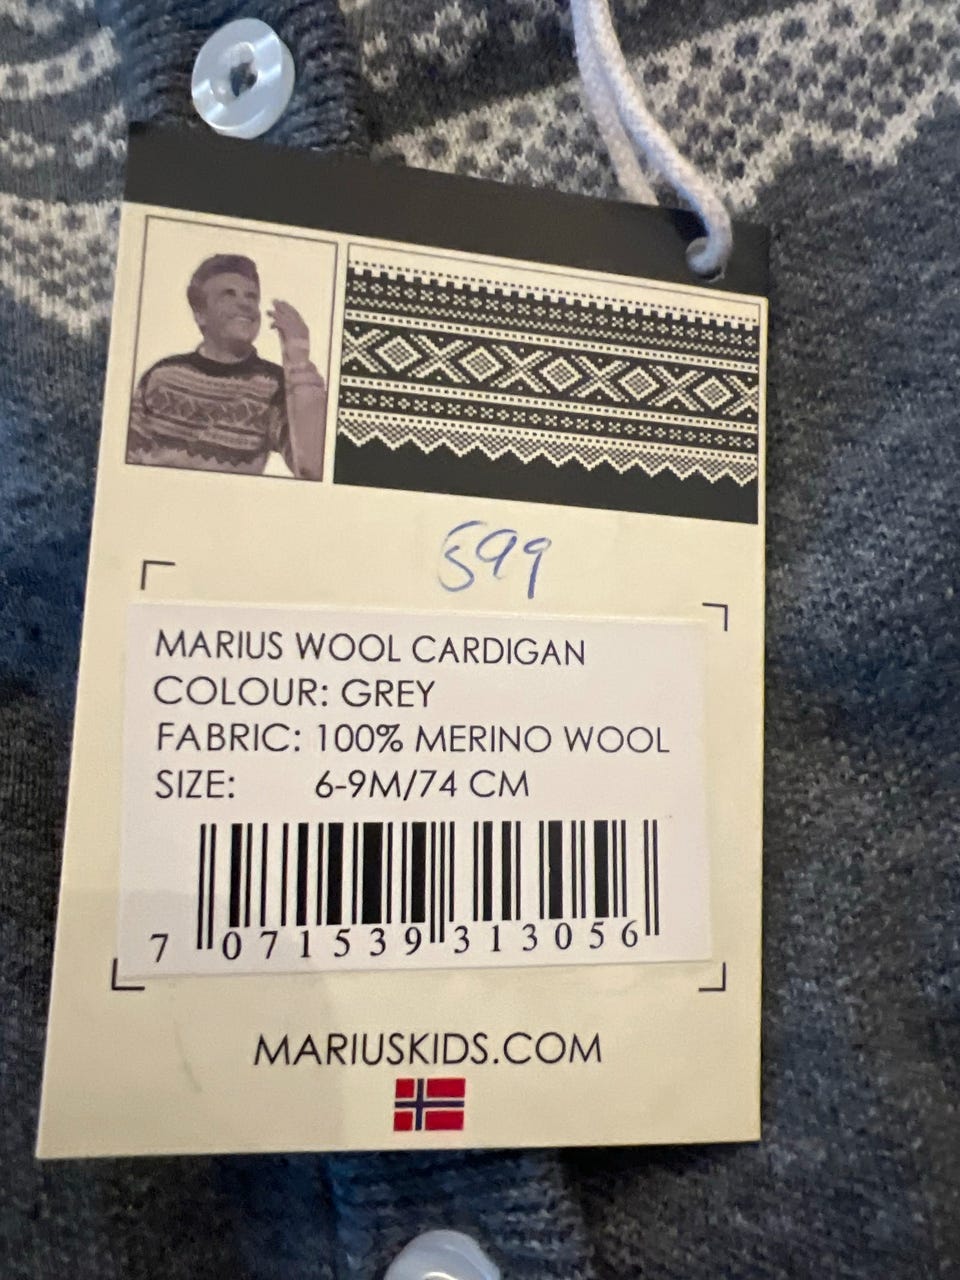 599
MARIUS WOOL CARDIGAN
COLOUR: GREY
FABRIC: 100% MERINO WOOL
SIZE: 6-9M/74 CM
7 071539 313056
MARIUSKIDS.COM